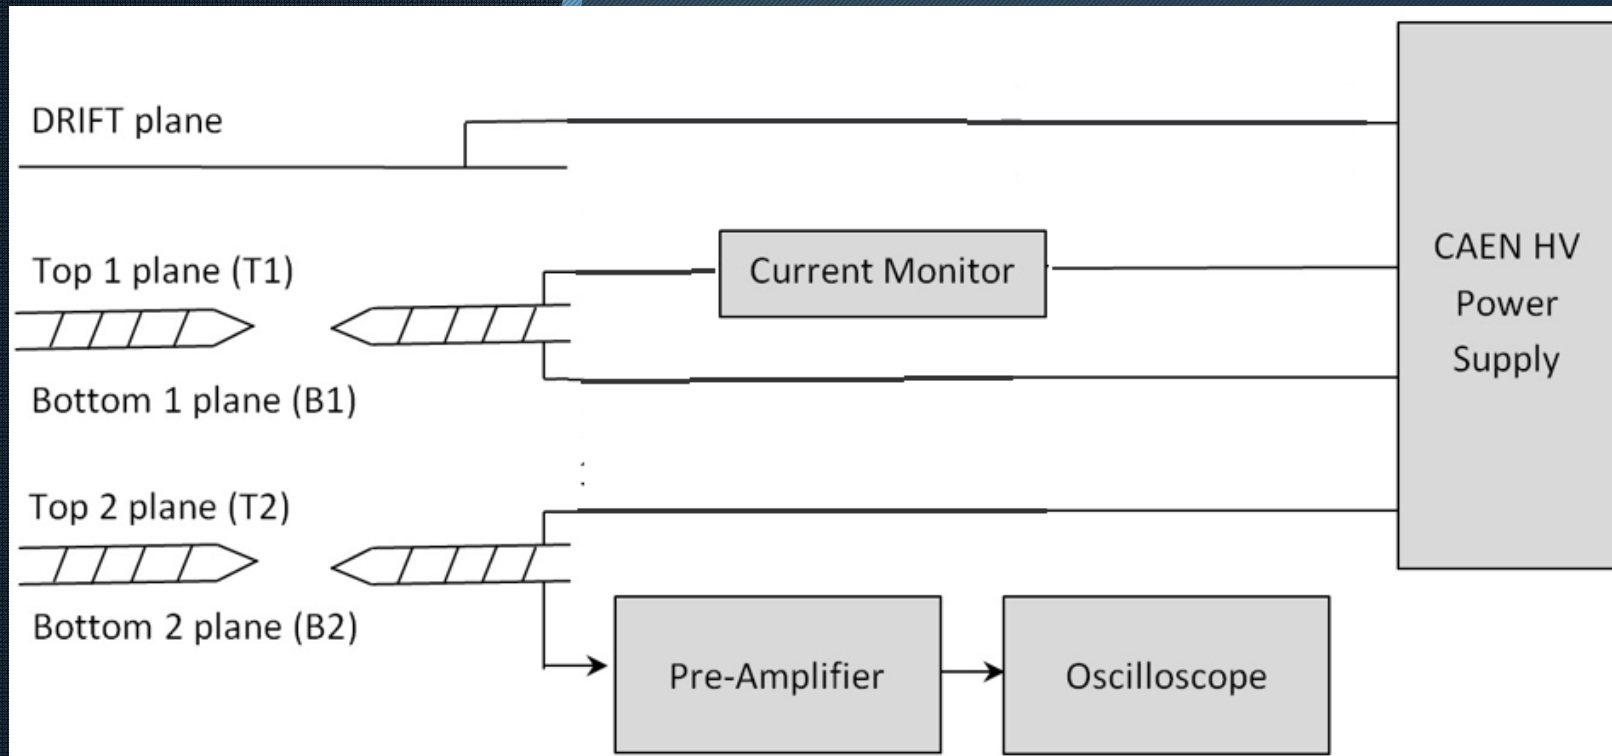 DRIFT plane
Top 1 plane (T1)
Current Monitor
CAEN HV
Power
Supply
Bottom 1 plane (B1)
Top 2 plane (T2)
Bottom 2 plane (B2)
Pre-Amplifier
Oscilloscope